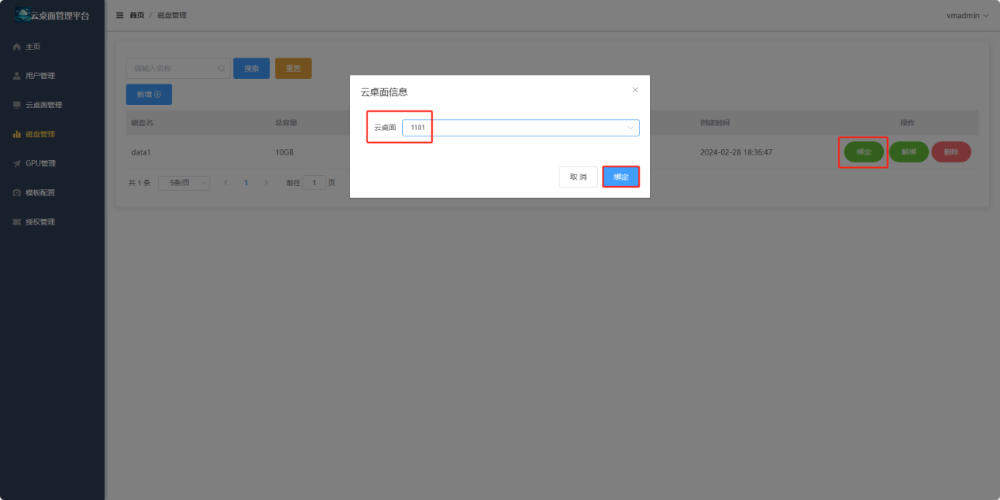 云桌面管理平台
首页 / 磁盘管理
vmadmin
主页
用户管理
云桌面管理
磁盘管理
GPU管理
模板配置
授权管理
请输入名称
搜索
重置
新增
磁盘名 总容量 创建时间 操作
data1 10GB 2024-02-28 18:36:47 绑定 解绑 删除
共 1 条 5条/页 1 前往 1 页
云桌面信息
云桌面 1101
取 消 绑定